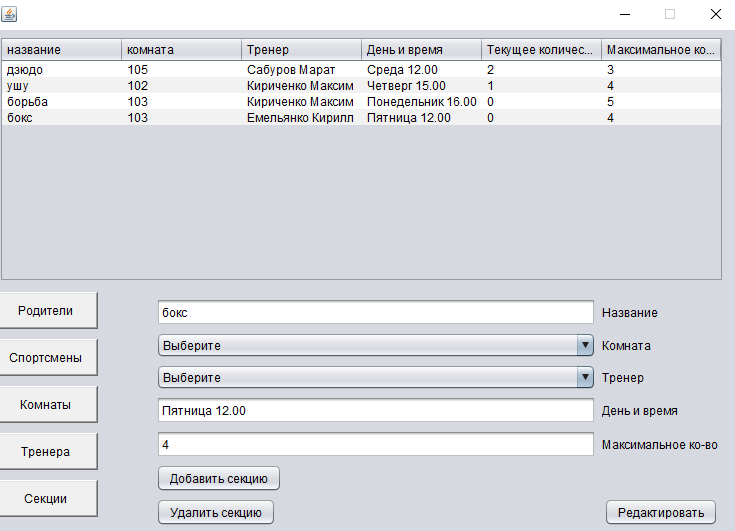 название комната Тренер День и время Текущее количес... Максимальное ко...
дзюдо 105 Сабуров Марат Среда 12.00 2 3
ушу 102 Кириченко Максим Четверг 15.00 1 4
борьба 103 Кириченко Максим Понедельник 16.00 0 5
бокс 103 Емельянко Кирилл Пятница 12.00 0 4
Родители
Спортсмены
Комнаты
Тренера
Секции
бокс Название
Выберите Комната
Выберите Тренер
Пятница 12.00 День и время
4 Максимальное ко-во
Добавить секцию
Удалить секцию Редактировать